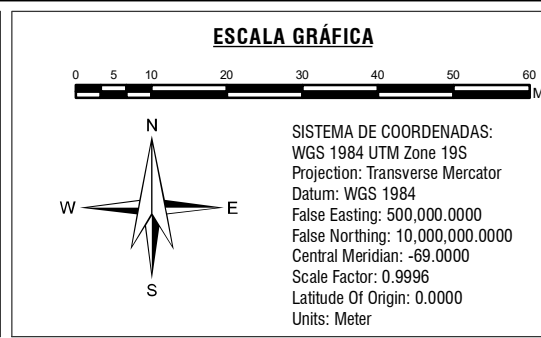 ESCALA GRÁFICA
0 5 10 20 30 40 50 60
M
N
W E
S
SISTEMA DE COORDENADAS:
WGS 1984 UTM Zone 19S
Projection: Transverse Mercator
Datum: WGS 1984
False Easting: 500,000.0000
False Northing: 10,000,000.0000
Central Meridian: -69.0000
Scale Factor: 0.9996
Latitude Of Origin: 0.0000
Units: Meter